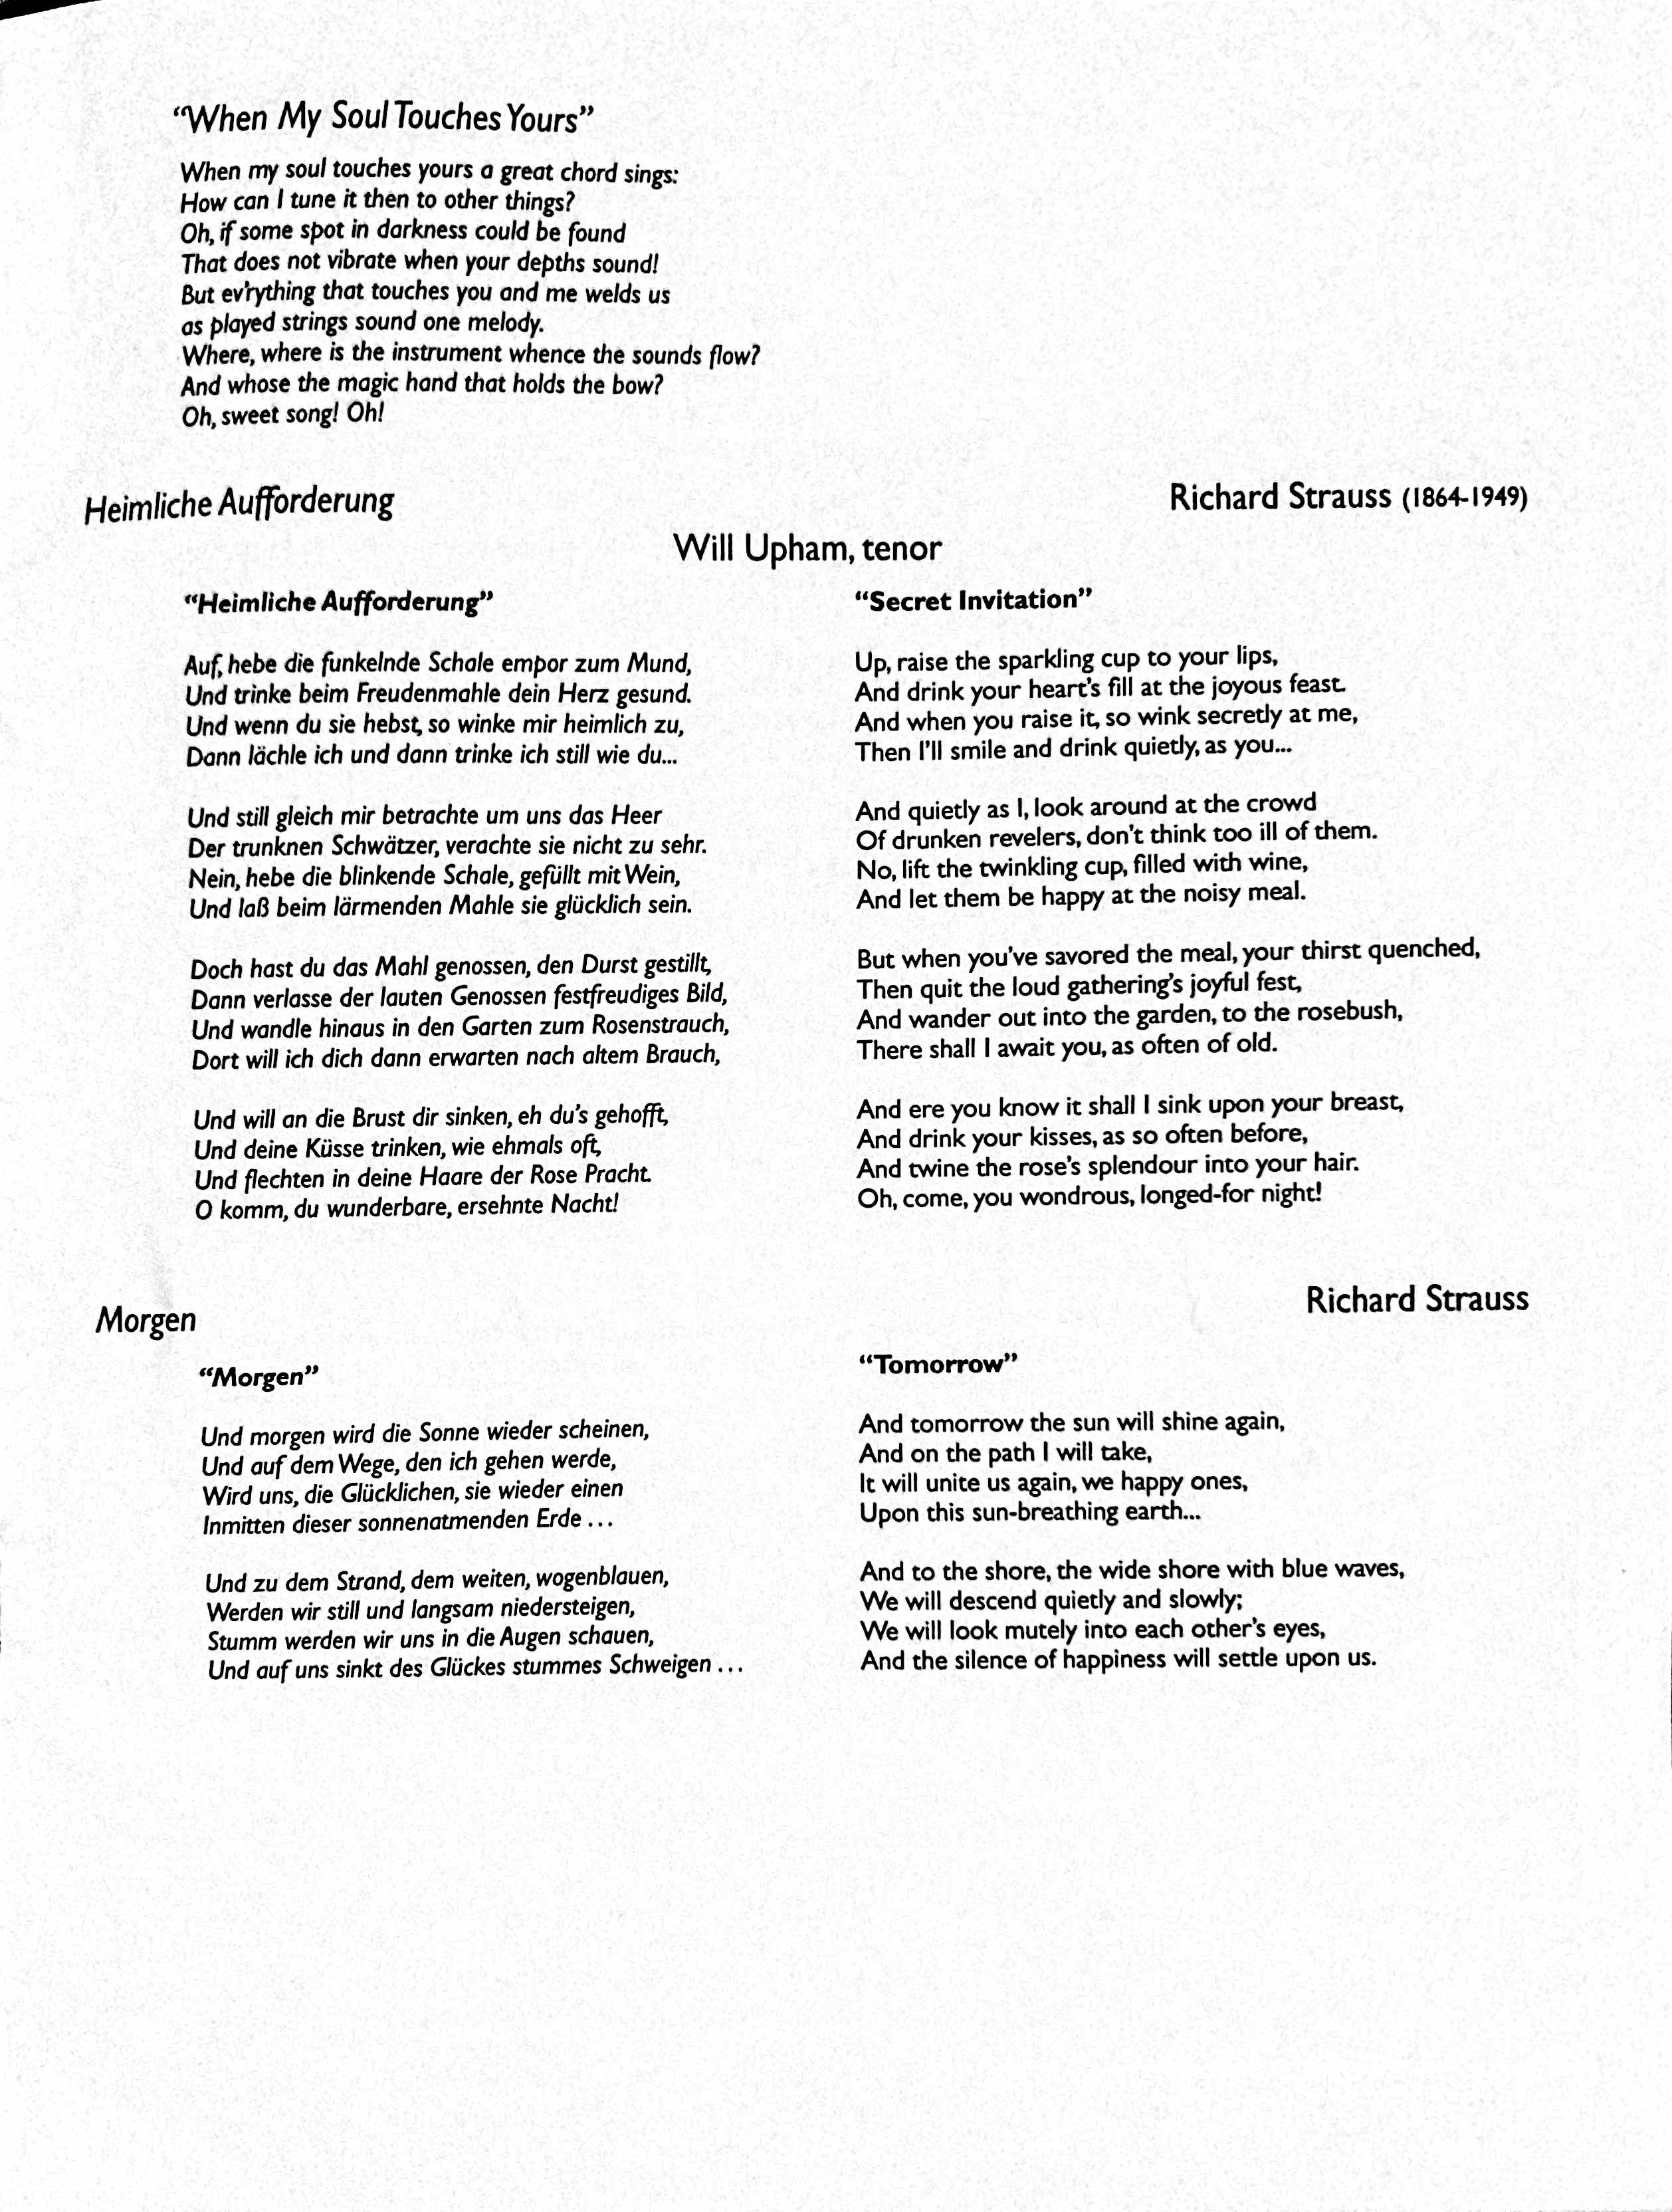 “When My Soul Touches Yours”
When my soul touches yours a great chord sings:
How can I tune it then to other things?
Oh, if some spot in darkness could be found
That does not vibrate when your depths sound!
But ev'rything that touches you and me welds us
as played strings sound one melody.
Where, where is the instrument whence the sounds flow?
And whose the magic hand that holds the bow?
Oh, sweet song! Oh!
Heimliche Aufforderung
Richard Strauss (1864-1949)
Will Upham, tenor
“Heimliche Aufforderung”
Auf, hebe die funkelnde Schale empor zum Mund,
Und trinke beim Freudenmahle dein Herz gesund.
Und wenn du sie hebst, so winke mir heimlich zu,
Dann lächle ich und dann trinke ich still wie du...
Und still gleich mir betrachte um uns das Heer
Der trunknen Schwätzer, verachte sie nicht zu sehr.
Nein, hebe die blinkende Schale, gefüllt mit Wein,
Und laß beim lärmenden Mahle sie glücklich sein.
Doch hast du das Mahl genossen, den Durst gestillt,
Dann verlasse der lauten Genossen festfreudiges Bild,
Und wandle hinaus in den Garten zum Rosenstrauch,
Dort will ich dich dann erwarten nach altem Brauch,
Und will an die Brust dir sinken, eh du's gehofft,
Und deine Küsse trinken, wie ehmals oft,
Und flechten in deine Haare der Rose Pracht.
O komm, du wunderbare, ersehnte Nacht!
“Secret Invitation”
Up, raise the sparkling cup to your lips,
And drink your heart's fill at the joyous feast.
And when you raise it, so wink secretly at me,
Then I'll smile and drink quietly, as you...
And quietly as I, look around at the crowd
Of drunken revelers, don't think too ill of them.
No, lift the twinkling cup, filled with wine,
And let them be happy at the noisy meal.
But when you've savored the meal, your thirst quenched,
Then quit the loud gathering's joyful fest,
And wander out into the garden, to the rosebush,
There shall I await you, as often of old.
And ere you know it shall I sink upon your breast,
And drink your kisses, as so often before,
And twine the rose's splendour into your hair.
Oh, come, you wondrous, longed-for night!
Morgen
Richard Strauss
“Morgen”
Und morgen wird die Sonne wieder scheinen,
Und auf dem Wege, den ich gehen werde,
Wird uns, die Glücklichen, sie wieder einen
Inmitten dieser sonnenatmenden Erde ...
Und zu dem Strand, dem weiten, wogenblauen,
Werden wir still und langsam niedersteigen,
Stumm werden wir uns in die Augen schauen,
Und auf uns sinkt des Glückes stummes Schweigen ...
“Tomorrow”
And tomorrow the sun will shine again,
And on the path I will take,
It will unite us again, we happy ones,
Upon this sun-breathing earth...
And to the shore, the wide shore with blue waves,
We will descend quietly and slowly;
We will look mutely into each other's eyes,
And the silence of happiness will settle upon us.